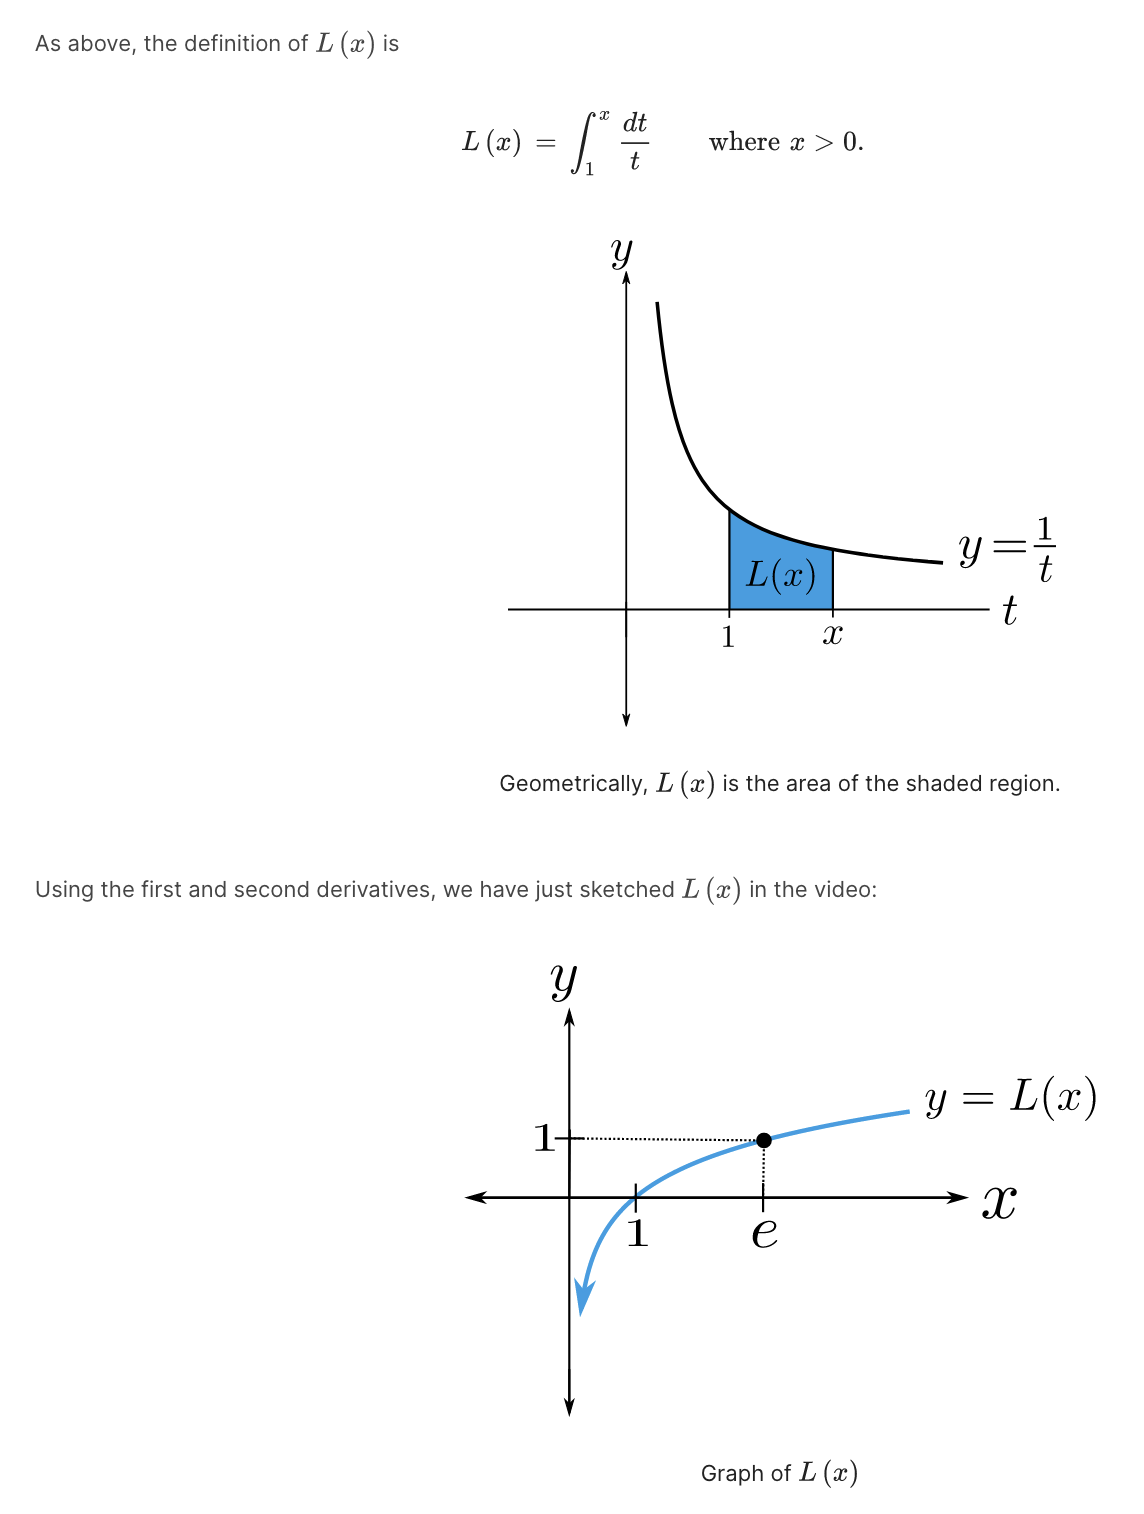 As above, the definition of L (x) is
L (x) = ∫₁ˣ dt/t where x > 0.
y
y = 1/t
L(x)
t
1 x
Geometrically, L (x) is the area of the shaded region.
Using the first and second derivatives, we have just sketched L (x) in the video:
y
y = L(x)
1
x
1 e
Graph of L (x)